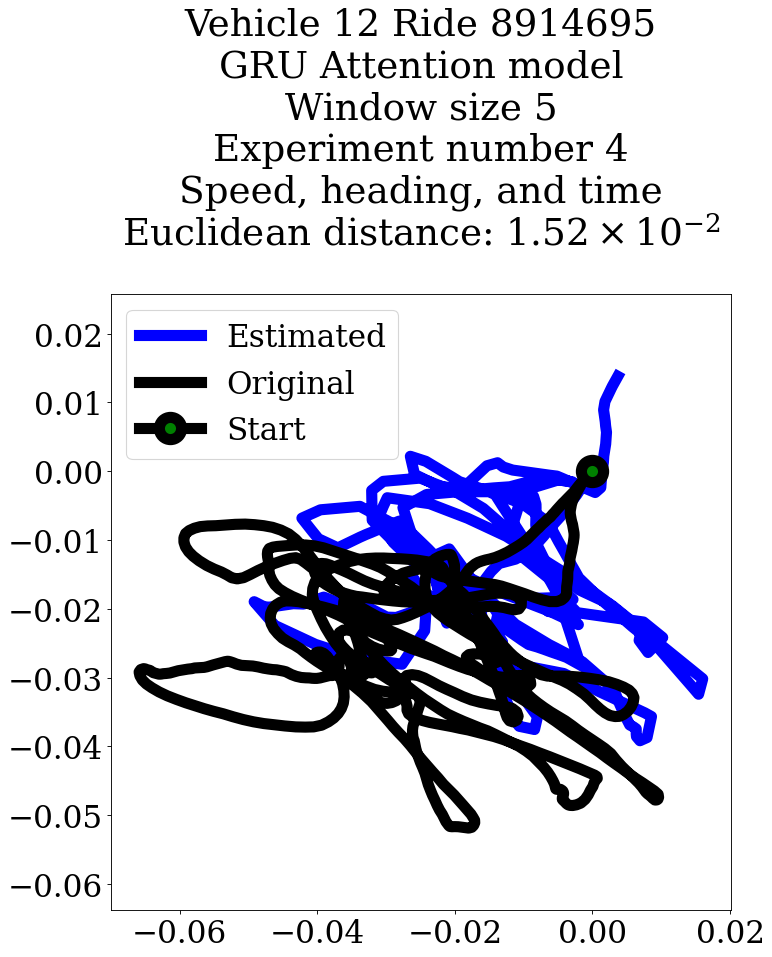 Vehicle 12 Ride 8914695
GRU Attention model
Window size 5
Experiment number 4
Speed, heading, and time
Euclidean distance: 1.52 × 10⁻²
Estimated
Original
Start
0.02
0.01
0.00
−0.01
−0.02
−0.03
−0.04
−0.05
−0.06
−0.06 −0.04 −0.02 0.00 0.02